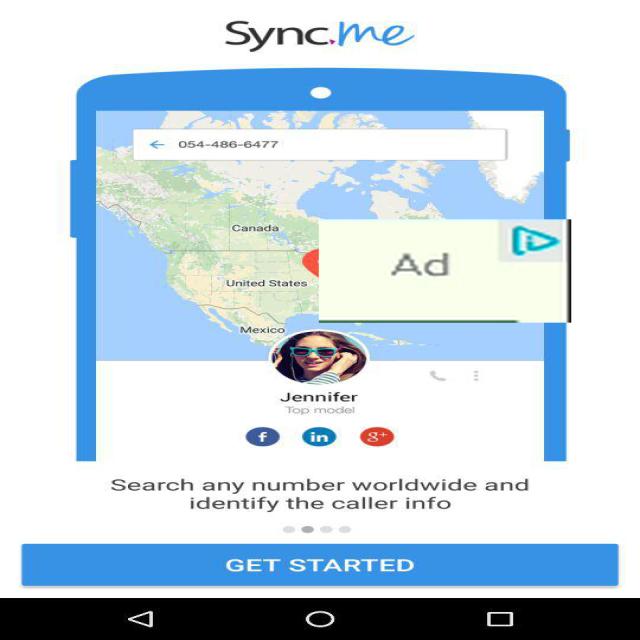 Sync.me
054-486-6477
Canada
Ad
United States
Mexico
Jennifer
Top model
f in g+
Search any number worldwide and
identify the caller info
GET STARTED